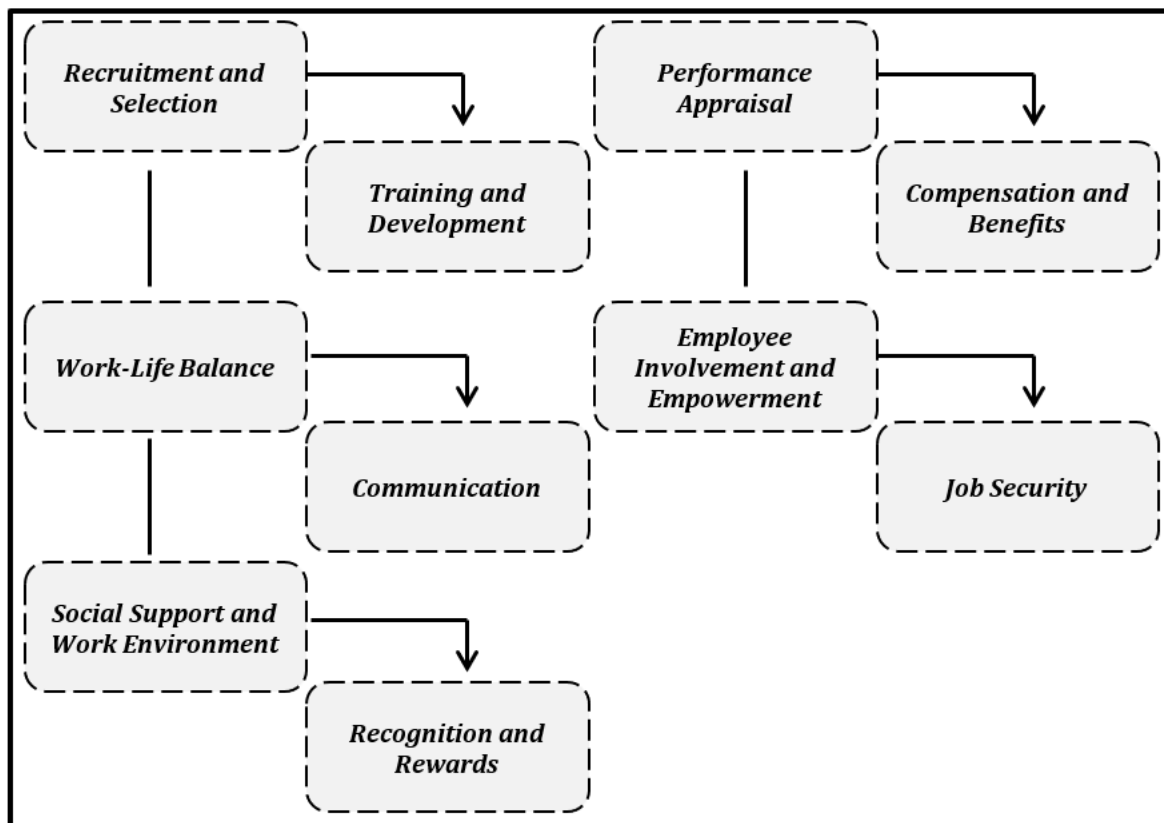 Recruitment and
Selection
Training and
Development
Performance
Appraisal
Compensation and
Benefits
Work-Life Balance
Communication
Employee
Involvement and
Empowerment
Job Security
Social Support and
Work Environment
Recognition and
Rewards